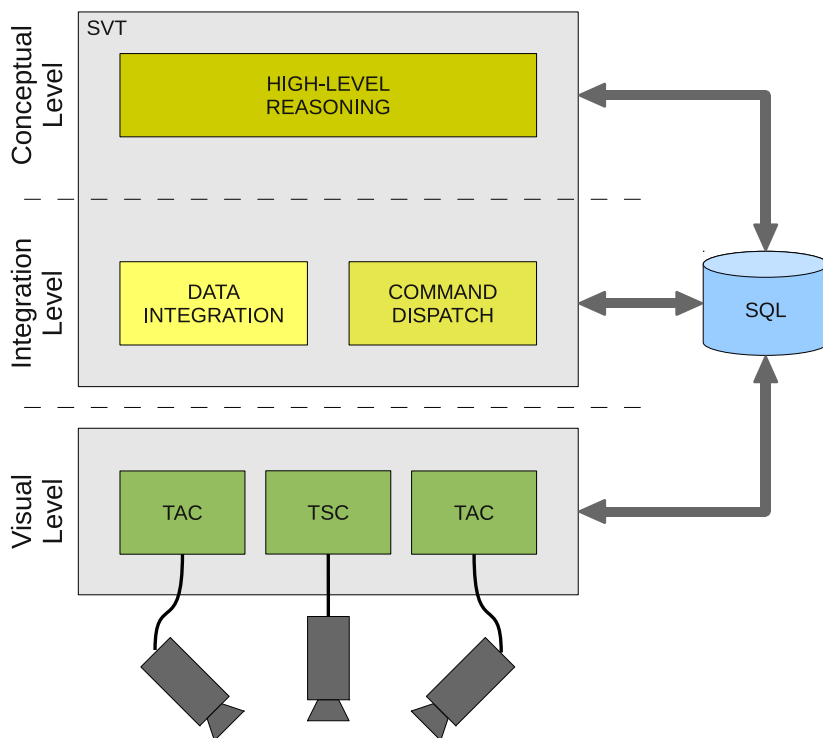 SVT
Conceptual
Level
HIGH-LEVEL
REASONING
Integration
Level
DATA
INTEGRATION
COMMAND
DISPATCH
SQL
Visual
Level
TAC
TSC
TAC